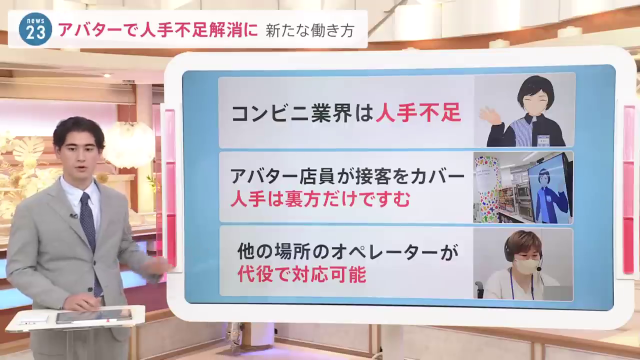 news
23
アバターで人手不足解消に 新たな働き方
コンビニ業界は人手不足
アバター店員が接客をカバー
人手は裏方だけですむ
他の場所のオペレーターが
代役で対応可能